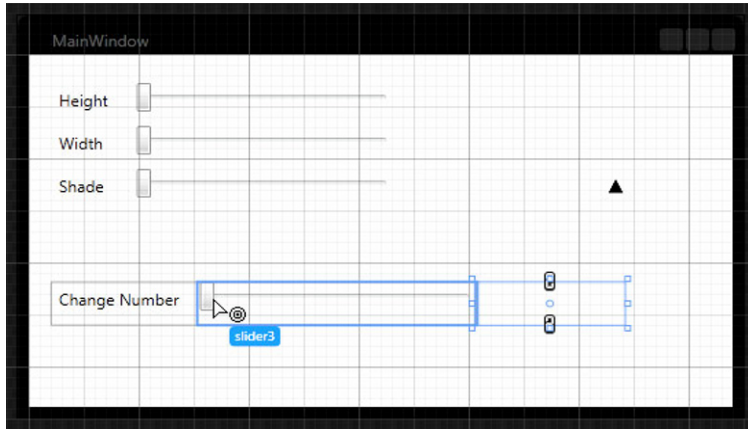 MainWindow
Height
Width
Shade
Change Number
slider3